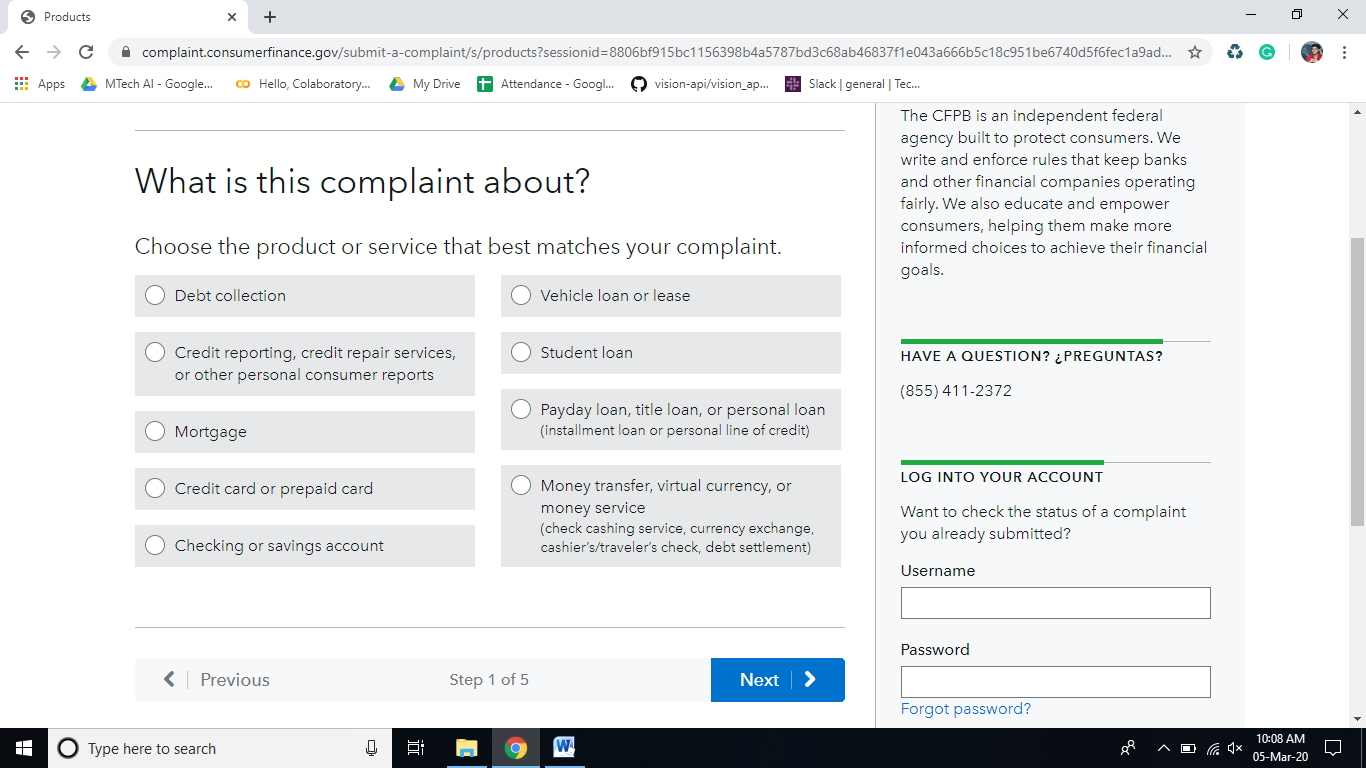 Products
complaint.consumerfinance.gov/submit-a-complaint/s/products?sessionid=8806bf915bc1156398b4a5787bd3c68ab46837f1e043a666b5c18c951be6740d5f6fec1a9ad...
Apps
MTech AI - Google...
Hello, Colaboratory...
My Drive
Attendance - Googl...
vision-api/vision_ap...
Slack | general | Tec...
What is this complaint about?
Choose the product or service that best matches your complaint.
Debt collection
Credit reporting, credit repair services,
or other personal consumer reports
Mortgage
Credit card or prepaid card
Checking or savings account
Vehicle loan or lease
Student loan
Payday loan, title loan, or personal loan
(installment loan or personal line of credit)
Money transfer, virtual currency, or
money service
(check cashing service, currency exchange,
cashier's/traveler's check, debt settlement)
Previous
Step 1 of 5
Next
The CFPB is an independent federal
agency built to protect consumers. We
write and enforce rules that keep banks
and other financial companies operating
fairly. We also educate and empower
consumers, helping them make more
informed choices to achieve their financial
goals.
HAVE A QUESTION? ¿PREGUNTAS?
(855) 411-2372
LOG INTO YOUR ACCOUNT
Want to check the status of a complaint
you already submitted?
Username
Password
Forgot password?
Type here to search
10:08 AM
05-Mar-20